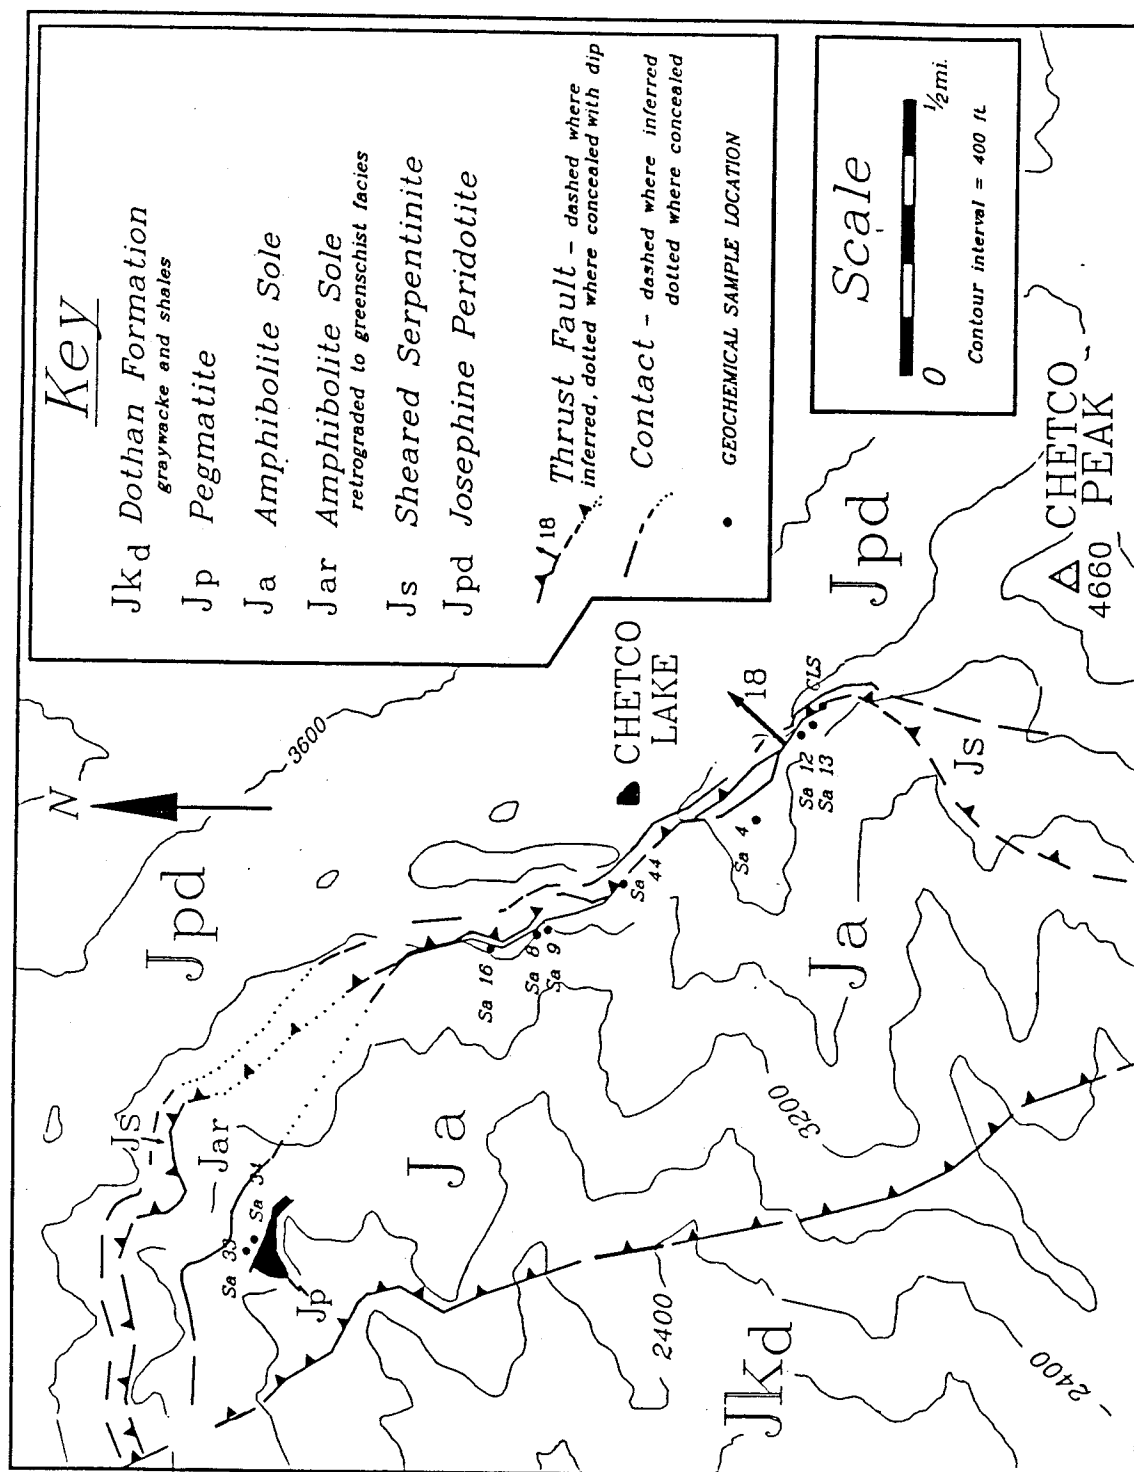 Key
Jkd Dothan Formation
graywacke and shales
Jp Pegmatite
Ja Amphibolite Sole
Jar Amphibolite Sole
retrograded to greenschist facies
Js Sheared Serpentinite
Jpd Josephine Peridotite
18 Thrust Fault - dashed where
inferred, dotted where concealed with dip
Contact - dashed where inferred
dotted where concealed
GEOCHEMICAL SAMPLE LOCATION
Scale
0 1/2mi.
Contour interval = 400 ft.
N
3600
Jpd
CHETCO
LAKE
18
Jpd
CHETCO
PEAK
4660
CLS
Sa 12
Sa 13
Sa 4
Sa 44
Js
Sa 16
Sa 8
Sa 9
Ja
Js
Jar
Sa 33
Sa 34
Jp
Ja
3200
2400
Jkd
2400